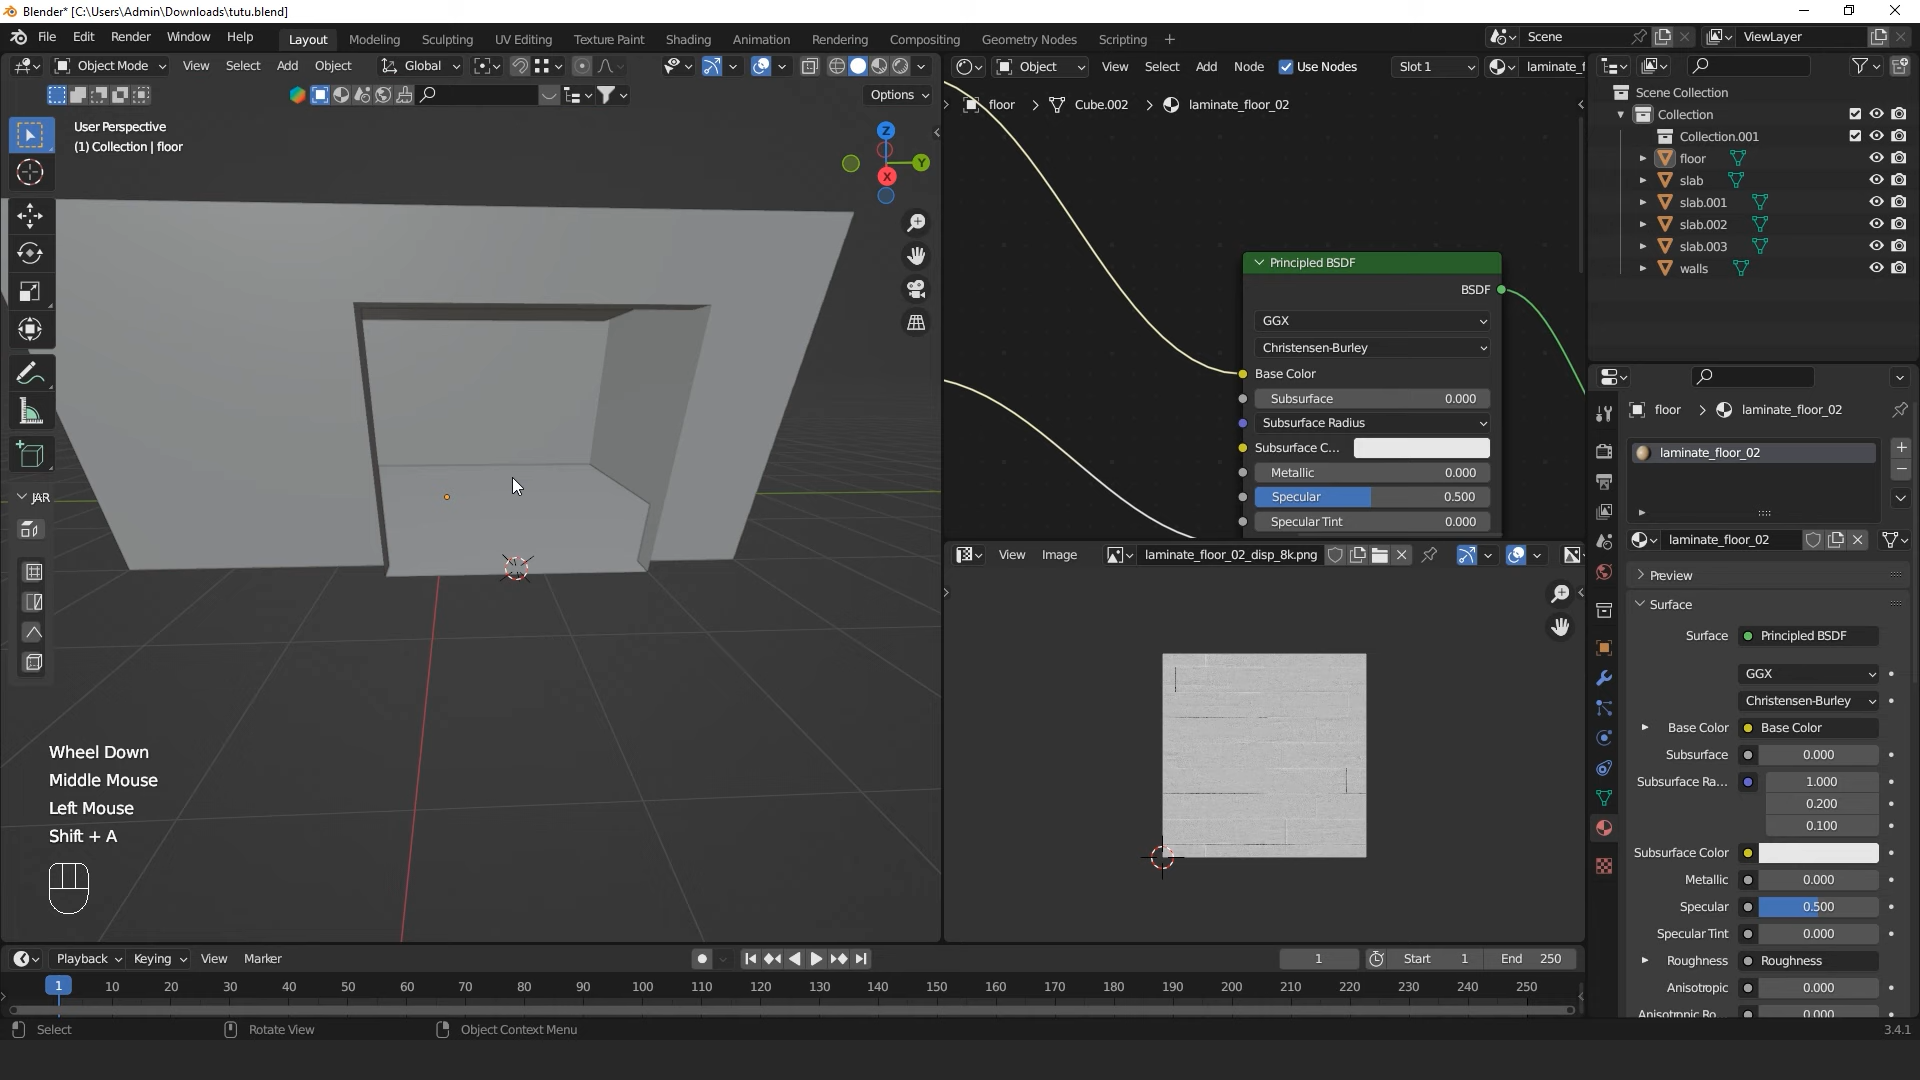 Blender* [C:\Users\Admin\Downloads\tutu.blend]
File Edit Render Window Help
Layout Modeling Sculpting UV Editing Texture Paint Shading Animation Rendering Compositing Geometry Nodes Scripting +
Scene
ViewLayer
Object Mode View Select Add Object Global
Options
User Perspective
(1) Collection | floor
Z
Y
X
JAR
Wheel Down
Middle Mouse
Left Mouse
Shift + A
Object View Select Add Node Use Nodes Slot 1 laminate_f
floor > Cube.002 > laminate_floor_02
Principled BSDF
BSDF
GGX
Christensen-Burley
Base Color
Subsurface 0.000
Subsurface Radius
Subsurface C...
Metallic 0.000
Specular 0.500
Specular Tint 0.000
View Image laminate_floor_02_disp_8k.png
Scene Collection
Collection
Collection.001
floor
slab
slab.001
slab.002
slab.003
walls
floor > laminate_floor_02
laminate_floor_02
laminate_floor_02
Preview
Surface
Surface Principled BSDF
GGX
Christensen-Burley
Base Color Base Color
Subsurface 0.000
Subsurface Ra... 1.000
0.200
0.100
Subsurface Color
Metallic 0.000
Specular 0.500
Specular Tint 0.000
Roughness Roughness
Anisotropic 0.000
Anisotropic Ro... 0.000
Playback Keying View Marker
1 Start 1 End 250
1 10 20 30 40 50 60 70 80 90 100 110 120 130 140 150 160 170 180 190 200 210 220 230 240 250
Select Rotate View Object Context Menu
3.4.1